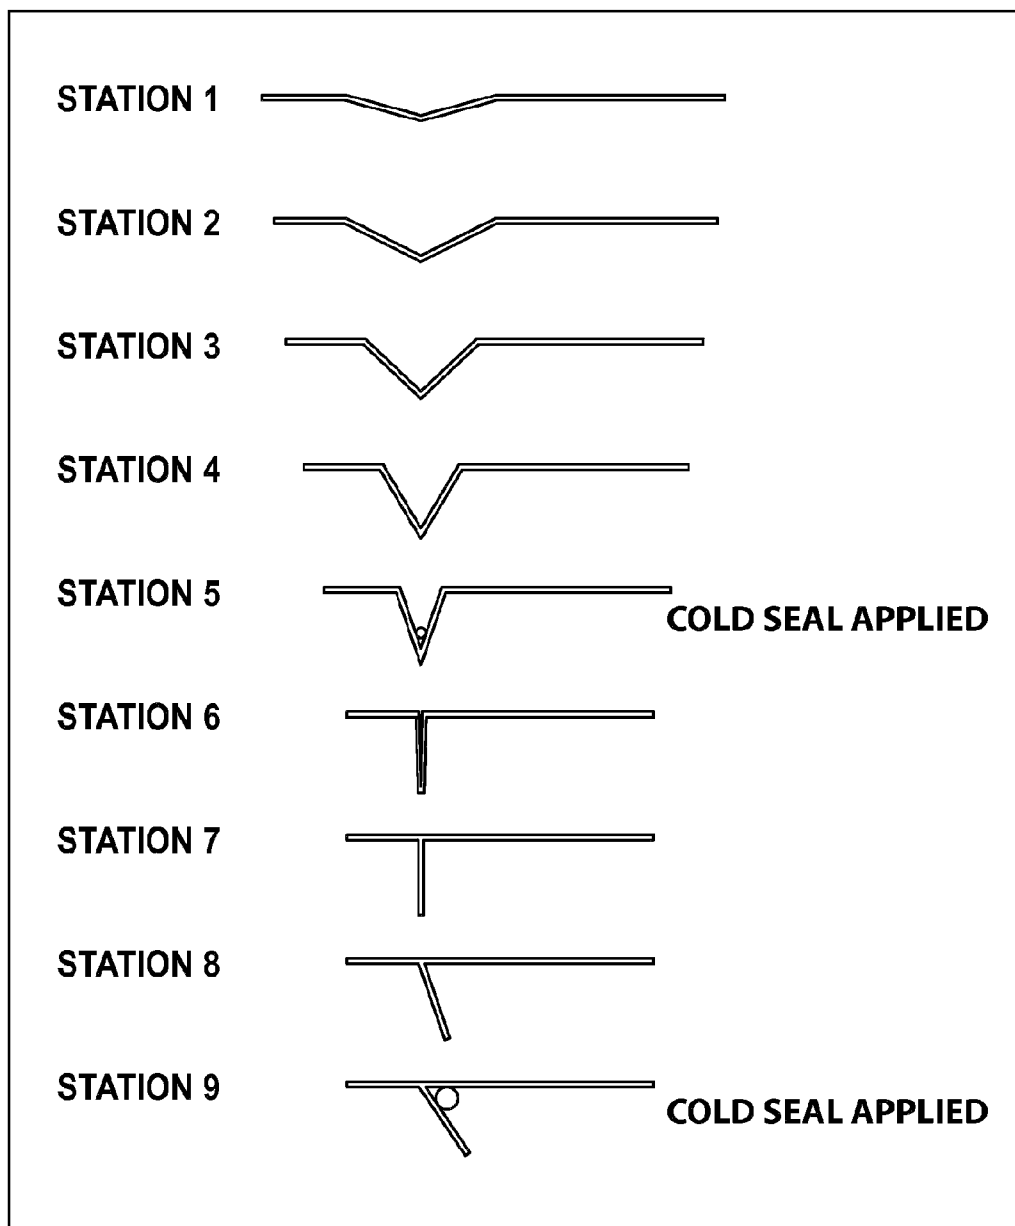 STATION 1
STATION 2
STATION 3
STATION 4
STATION 5
COLD SEAL APPLIED
STATION 6
STATION 7
STATION 8
STATION 9
COLD SEAL APPLIED